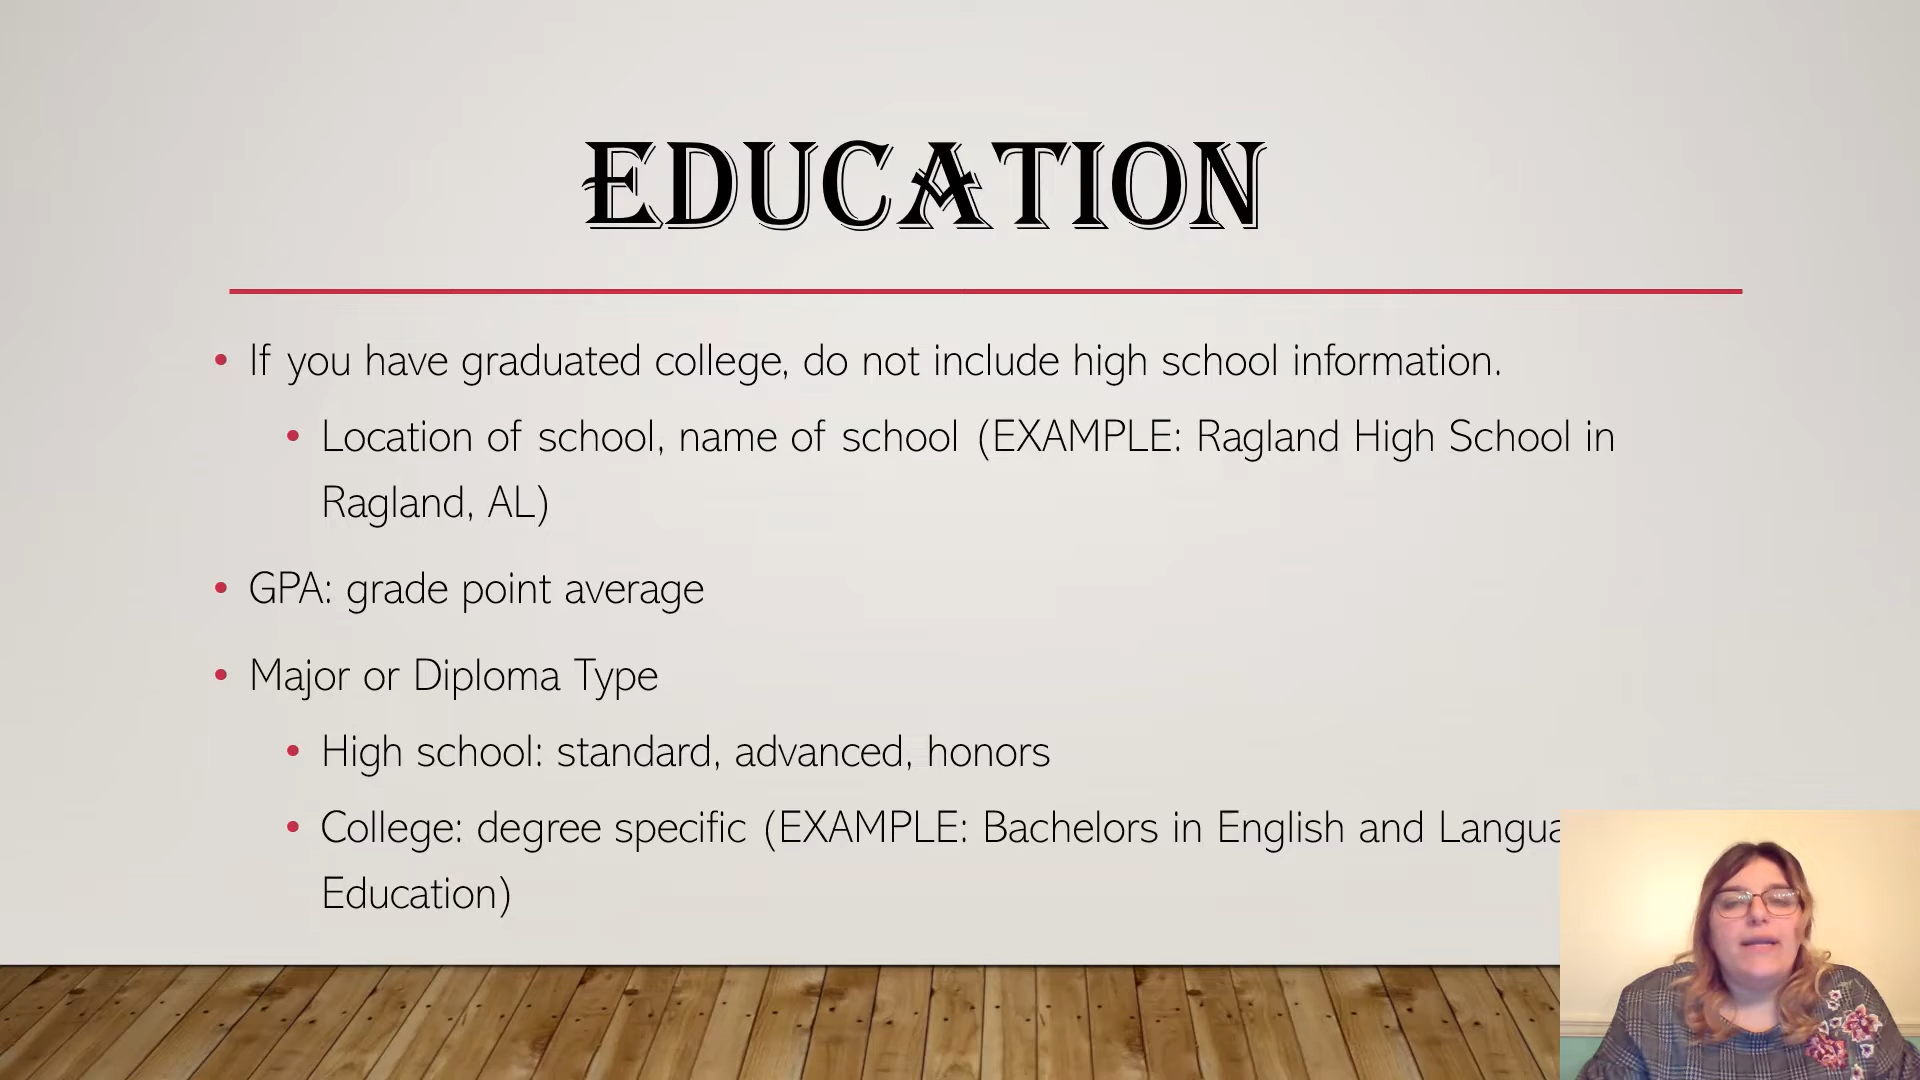 EDUCATION
• If you have graduated college, do not include high school information.
• Location of school, name of school (EXAMPLE: Ragland High School in
Ragland, AL)
• GPA: grade point average
• Major or Diploma Type
• High school: standard, advanced, honors
• College: degree specific (EXAMPLE: Bachelors in English and
Education)